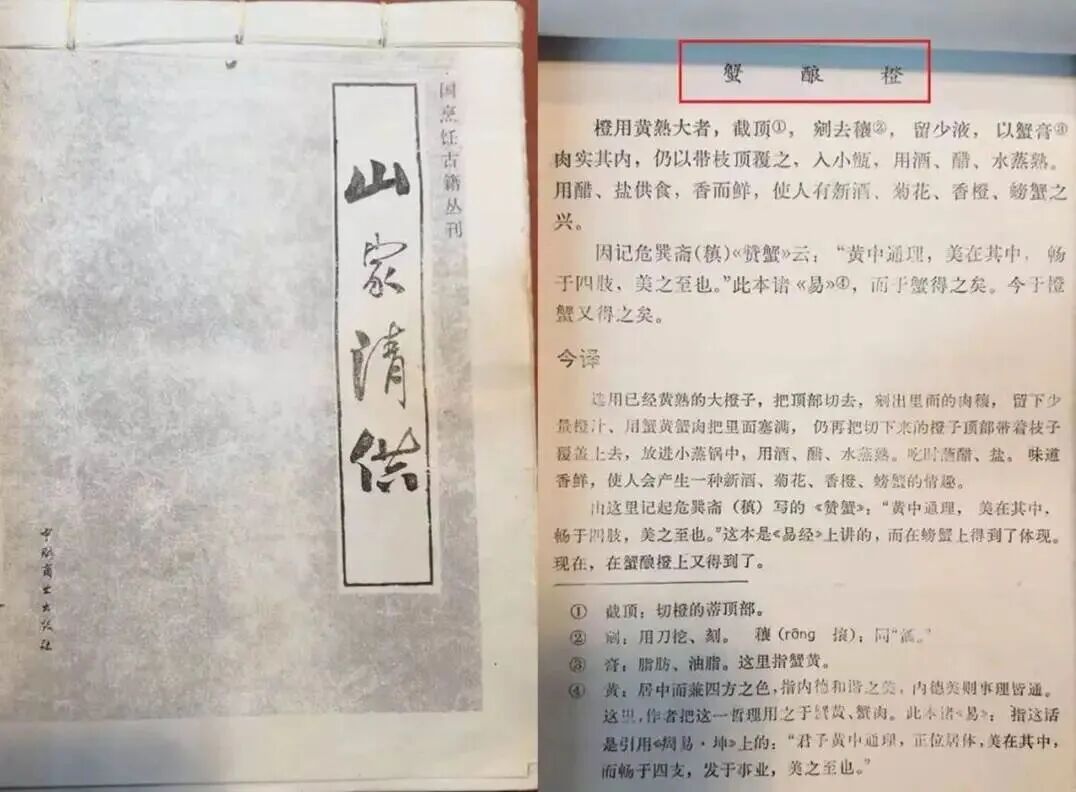 国烹饪古籍丛刊
山家清供
中国商业出版社
蟹酿橙
橙用黄熟大者，截顶①，剜去穰②，留少液，以蟹膏③
肉实其内，仍以带枝顶覆之，入小甑，用酒、醋、水蒸熟。
用醋、盐供食，香而鲜，使人有新酒、菊花、香橙、螃蟹之
兴。
因记危巽斋(稹)《赞蟹》云：“黄中通理，美在其中，畅
于四肢，美之至也。”此本诸《易》④，而于蟹得之矣。今于橙
蟹又得之矣。
今译
选用已经黄熟的大橙子，把顶部切去，剜出里面的肉穰，留下少
量橙汁、用蟹黄蟹肉把里面塞满，仍再把切下来的橙子顶部带着枝子
覆盖上去，放进小蒸锅中，用酒、醋、水蒸熟。吃时蘸醋、盐。味道
香鲜，使人会产生一种新酒、菊花、香橙、螃蟹的情趣。
由这里记起危巽斋（稹）写的《赞蟹》：“黄中通理，美在其中，
畅于四肢，美之至也。”这本是《易经》上讲的，而在螃蟹上得到了体现。
现在，在蟹酿橙上又得到了。
① 截顶：切橙的蒂顶部。
② 剜：用刀挖、刻。 穰（rōng 瓤）；同“瓤。”
③ 膏：脂肪、油脂。这里指蟹黄。
④ 黄：居中而兼四方之色，指内德和谐之美，内德美则事理皆通。
这里，作者把这一哲理用之于蟹黄、蟹肉。此本诸《易》：指这话
是引用《周易·坤》上的：“君子黄中通理，正位居体，美在其中，
而畅于四支，发于事业，美之至也。”